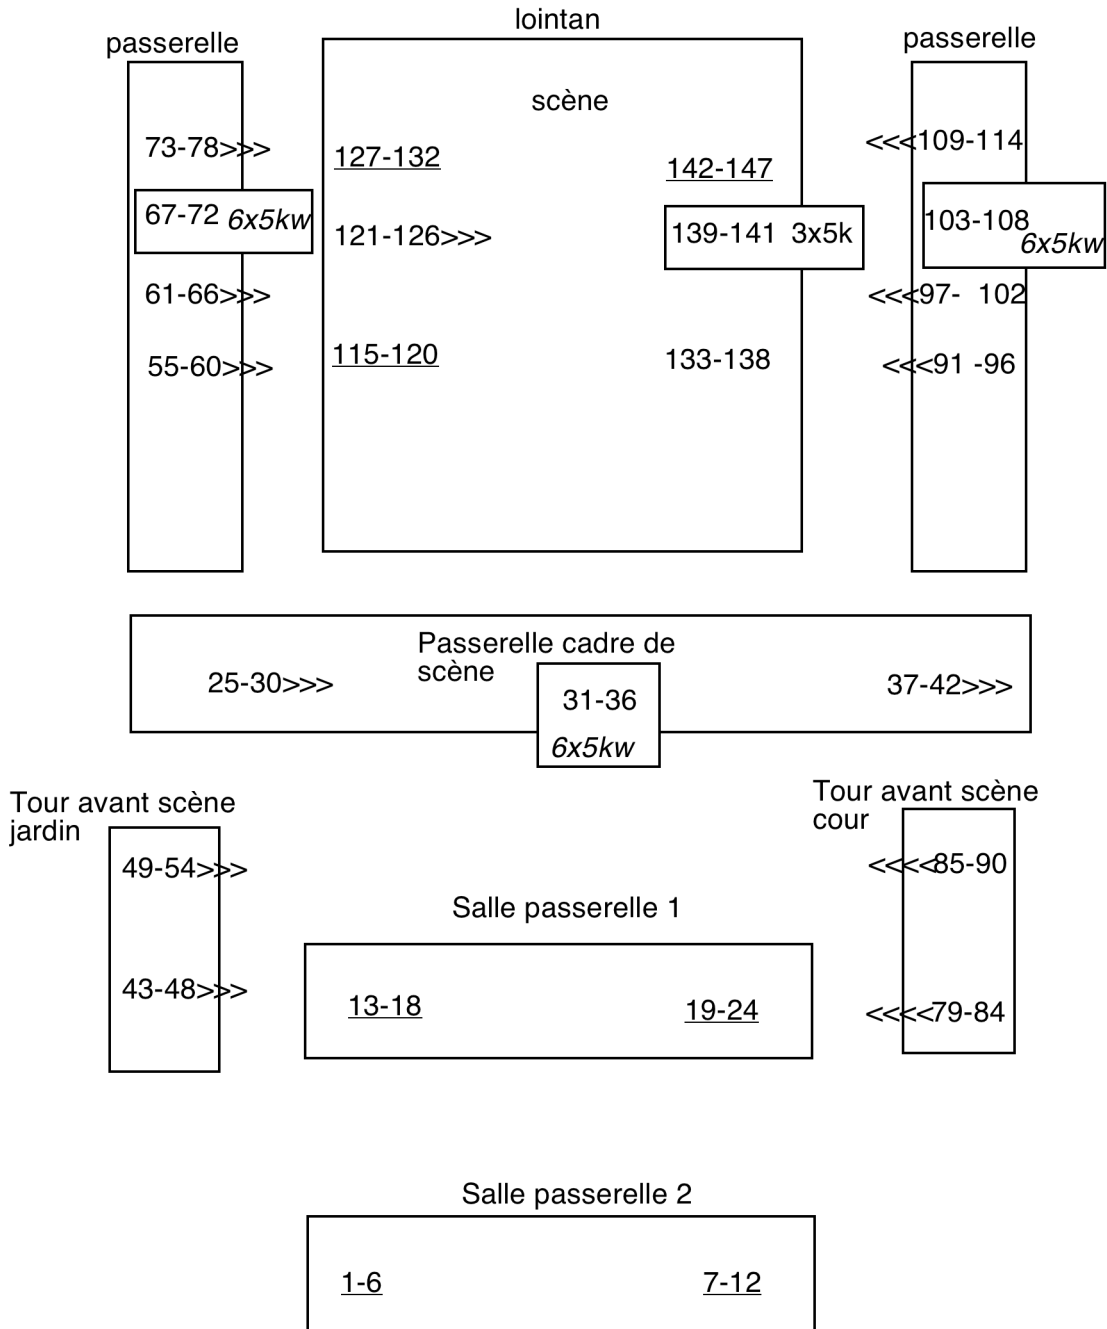 lointan
passerelle
passerelle
scène
73-78>>>
127-132
142-147
<<<109-114
67-72 6x5kw
121-126>>>
139-141 3x5k
103-108
6x5kw
61-66>>>
<<<97- 102
55-60>>>
115-120
133-138
<<<91 -96
Passerelle cadre de
scène
25-30>>>
31-36
6x5kw
37-42>>>
Tour avant scène
jardin
Tour avant scène
cour
49-54>>>
<<<<85-90
Salle passerelle 1
43-48>>>
13-18
19-24
<<<<79-84
Salle passerelle 2
1-6
7-12